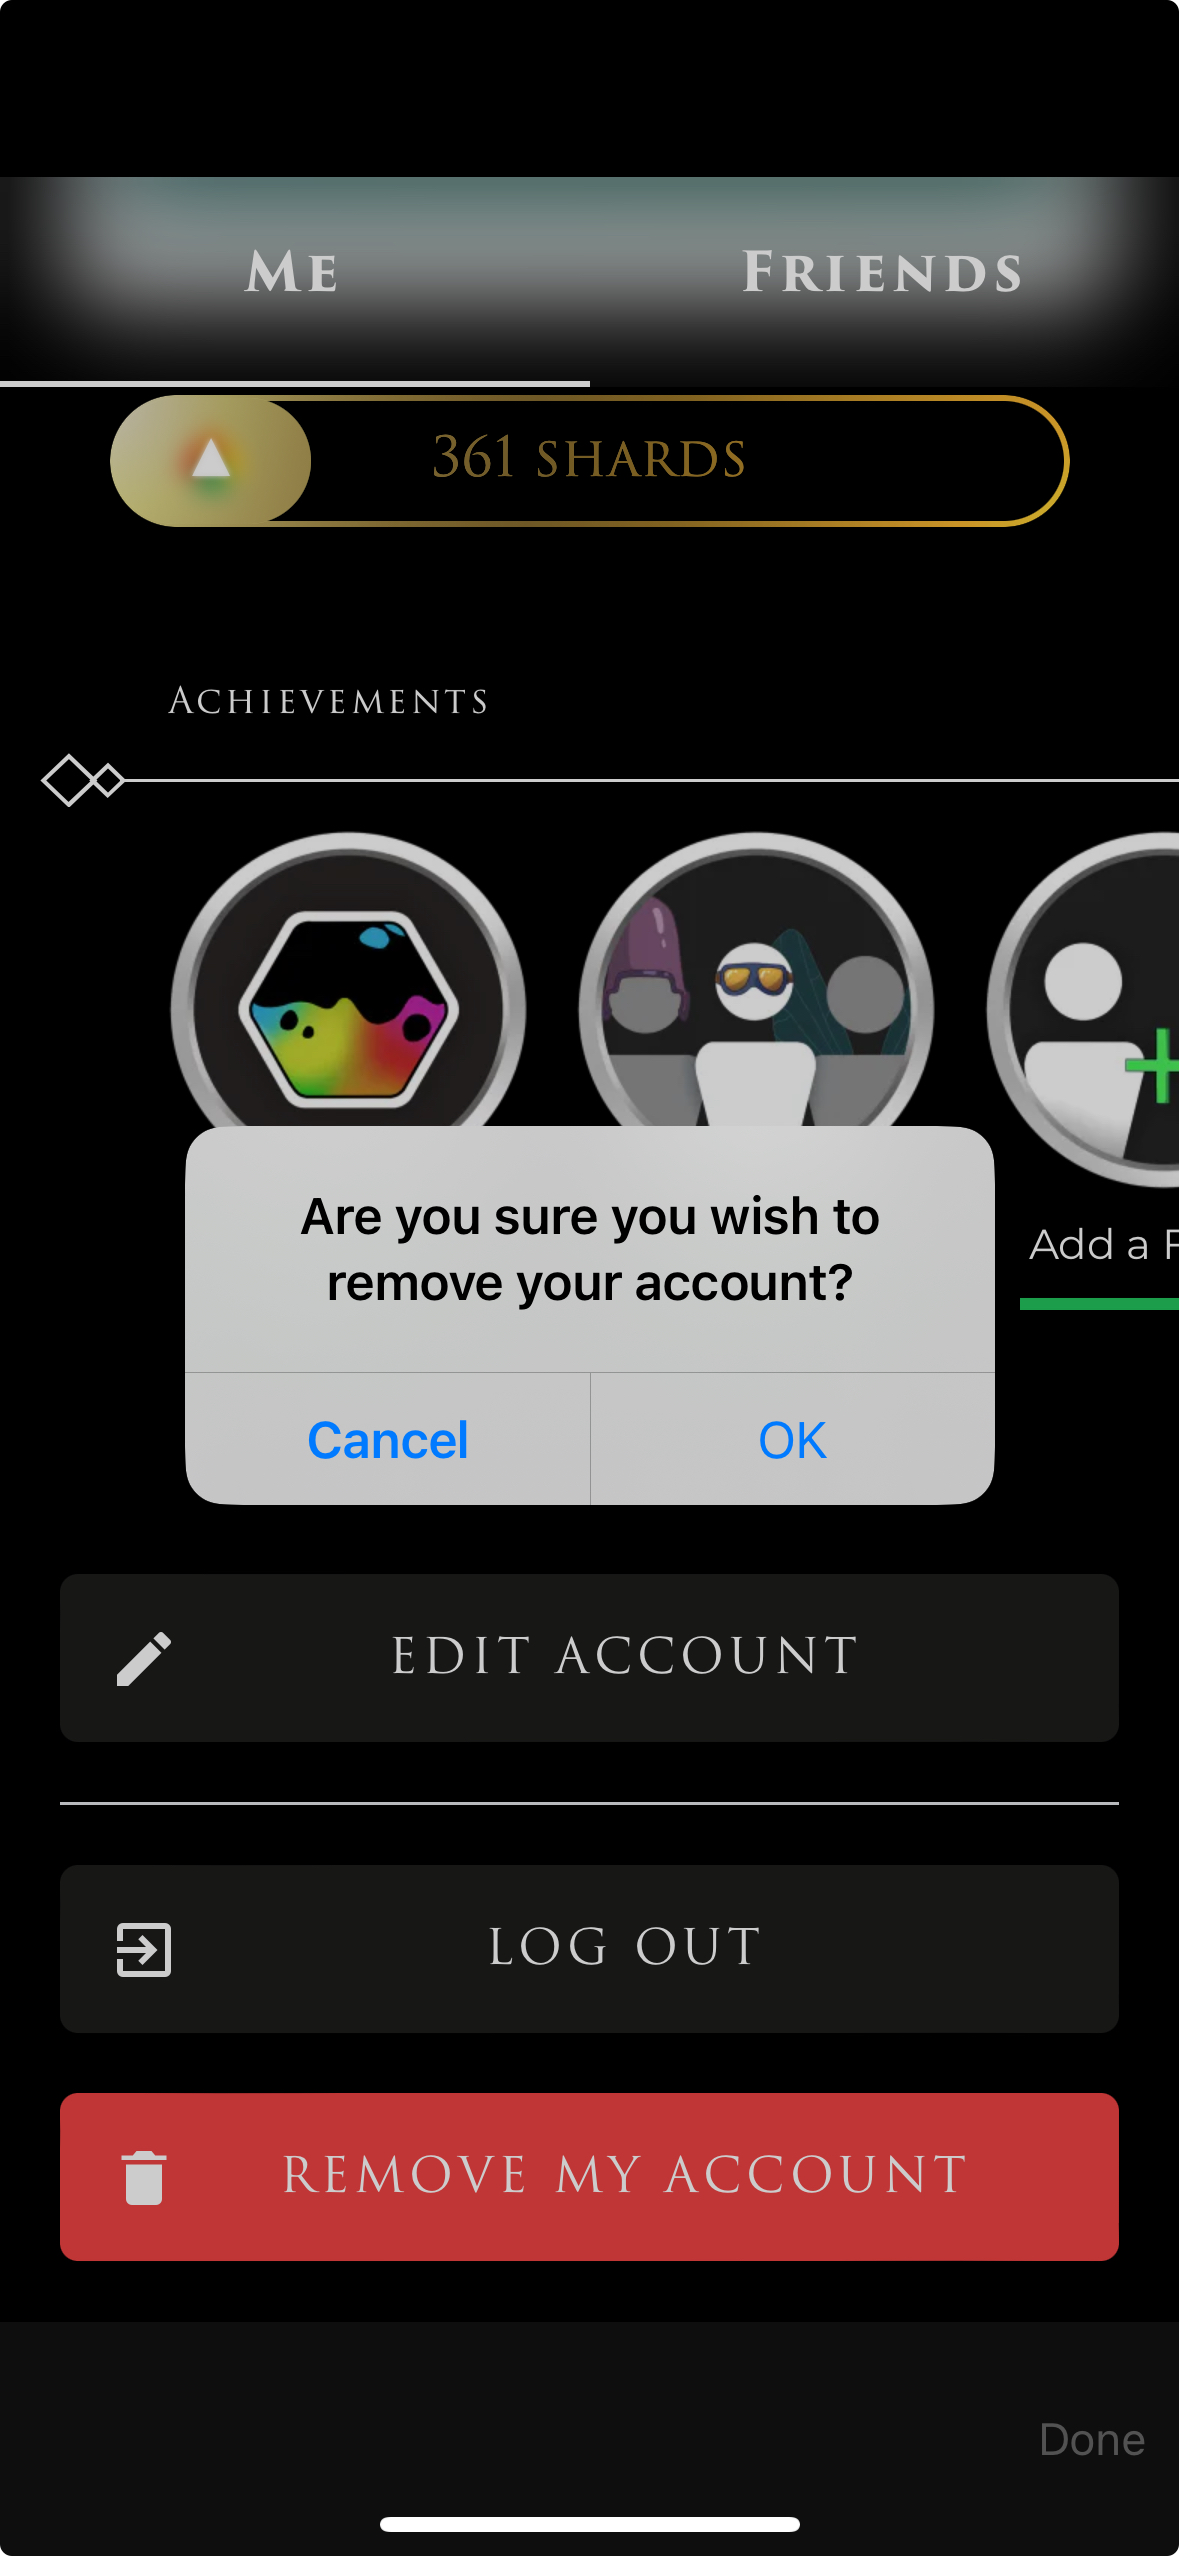 Me
Friends
361 shards
Achievements
Add a F
Are you sure you wish to
remove your account?
Cancel
OK
EDIT ACCOUNT
LOG OUT
REMOVE MY ACCOUNT
Done